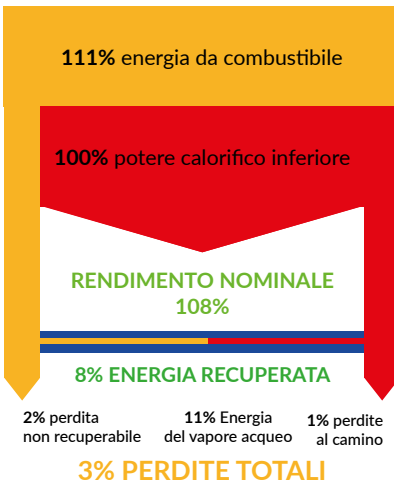 111% energia da combustibile
100% potere calorifico inferiore
RENDIMENTO NOMINALE
108%
8% ENERGIA RECUPERATA
2% perdita
non recuperabile
11% Energia
del vapore acqueo
1% perdite
al camino
3% PERDITE TOTALI